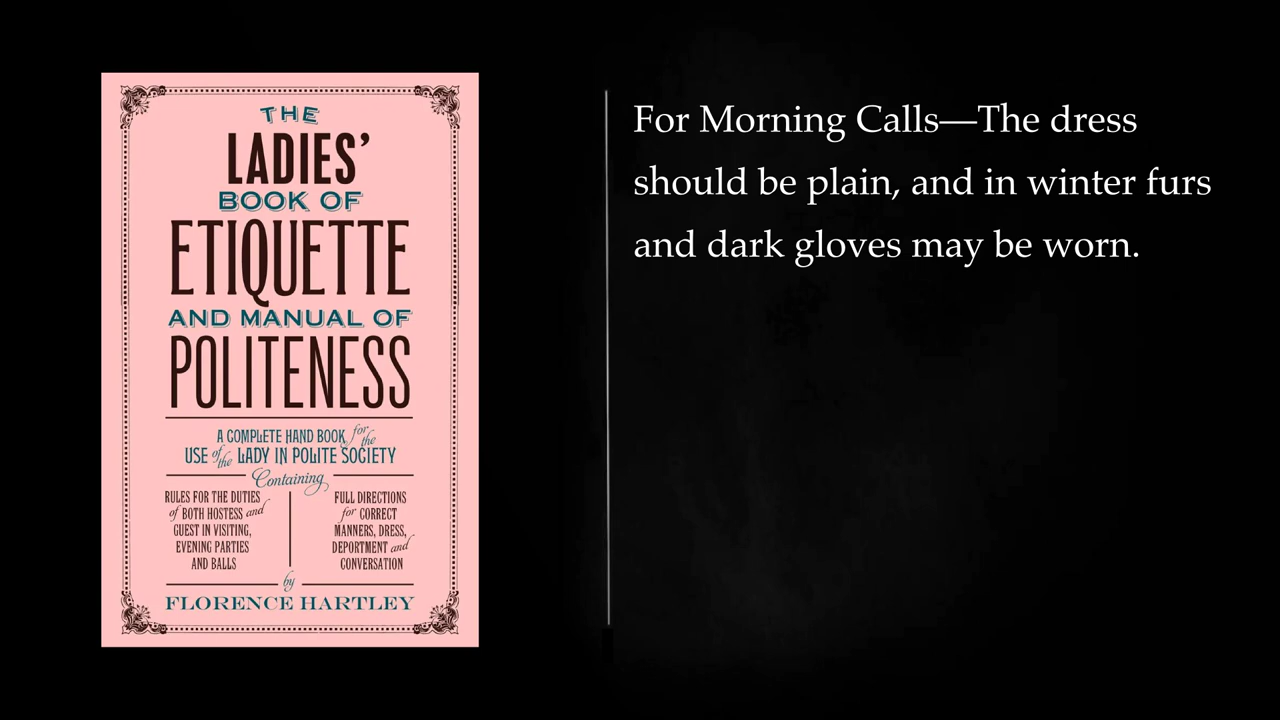 THE
LADIES'
BOOK OF
ETIQUETTE
AND MANUAL OF
POLITENESS
A COMPLETE HAND BOOK for the
USE of the LADY IN POLITE SOCIETY
Containing
RULES FOR THE DUTIES
of BOTH HOSTESS and
GUEST IN VISITING,
EVENING PARTIES
AND BALLS
FULL DIRECTIONS
for CORRECT
MANNERS, DRESS,
DEPORTMENT and
CONVERSATION
by
FLORENCE HARTLEY
For Morning Calls—The dress
should be plain, and in winter furs
and dark gloves may be worn.